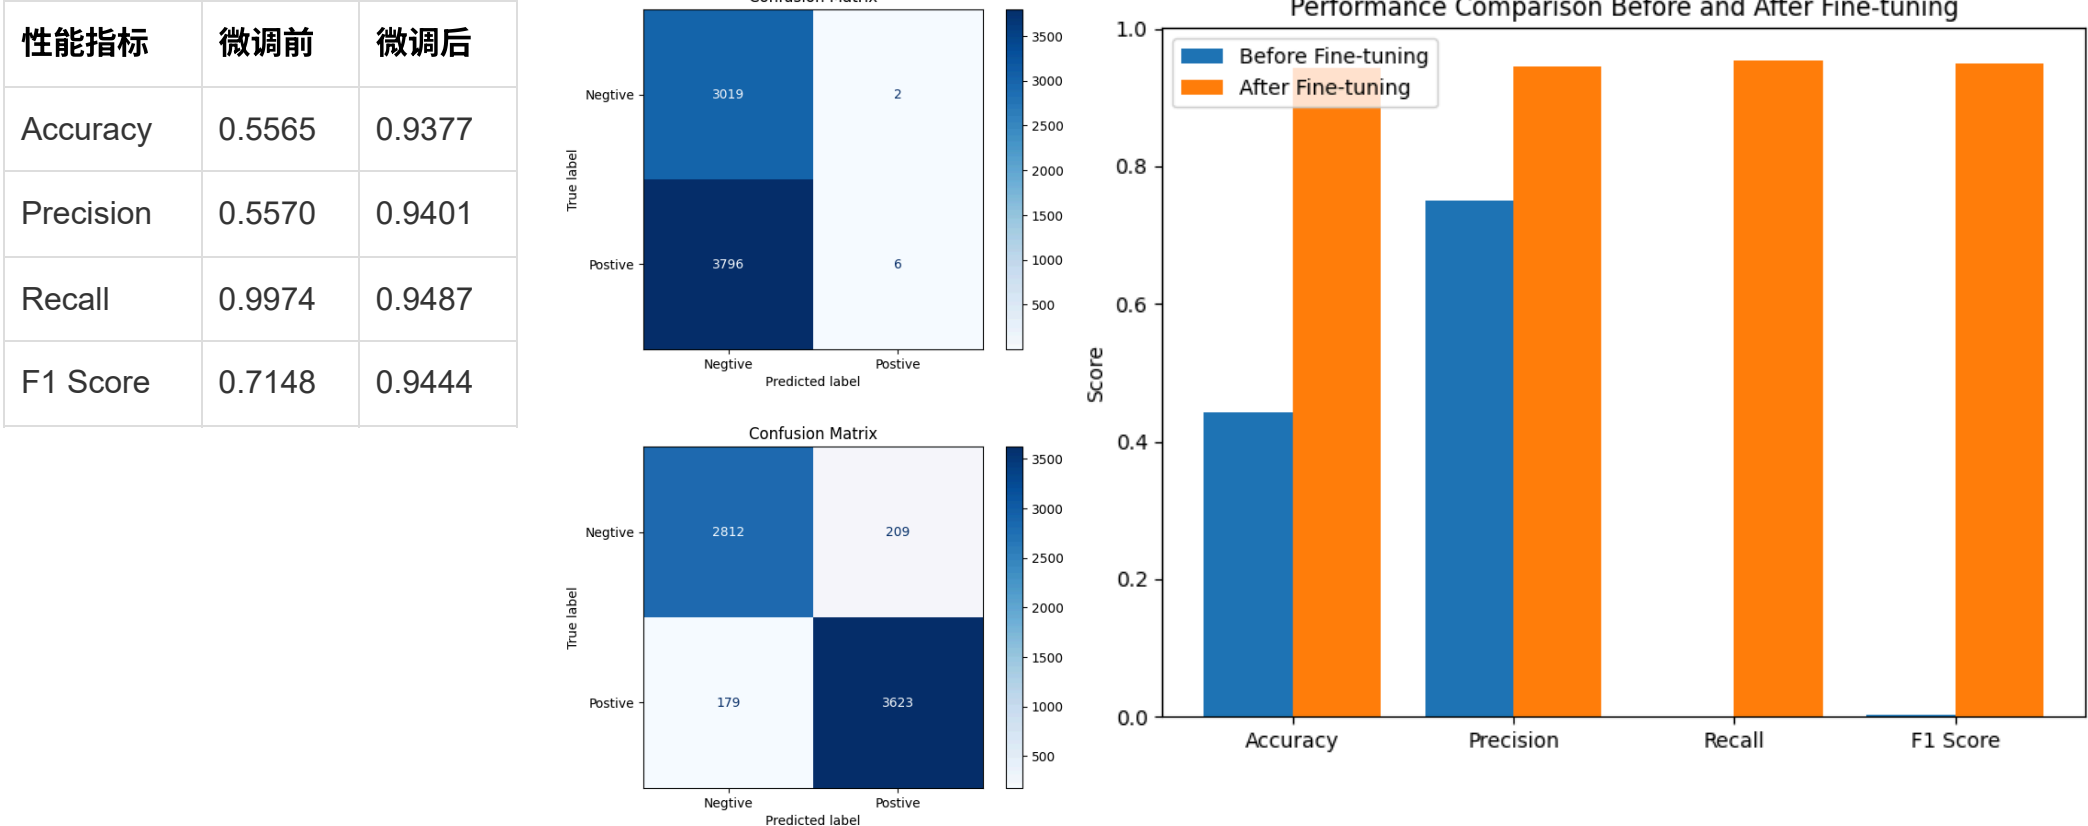 性能指标 微调前 微调后
Accuracy 0.5565 0.9377
Precision 0.5570 0.9401
Recall 0.9974 0.9487
F1 Score 0.7148 0.9444
Confusion Matrix
3500
3000
2500
2000
1500
1000
500
True label
Negtive 3019 2
Postive 3796 6
Negtive Postive
Predicted label
Confusion Matrix
3500
3000
2500
2000
1500
1000
500
True label
Negtive 2812 209
Postive 179 3623
Negtive Postive
Predicted label
Performance Comparison Before and After Fine-tuning
Before Fine-tuning
After Fine-tuning
Score
1.0
0.8
0.6
0.4
0.2
0.0
Accuracy Precision Recall F1 Score